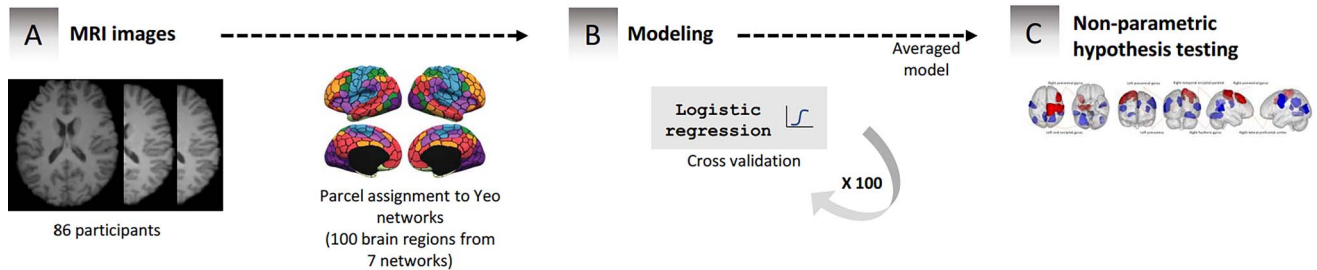 A
MRI images
86 participants
Parcel assignment to Yeo
networks
(100 brain regions from
7 networks)
B
Modeling
Averaged
model
Logistic
regression
Cross validation
X 100
C
Non-parametric
hypothesis testing